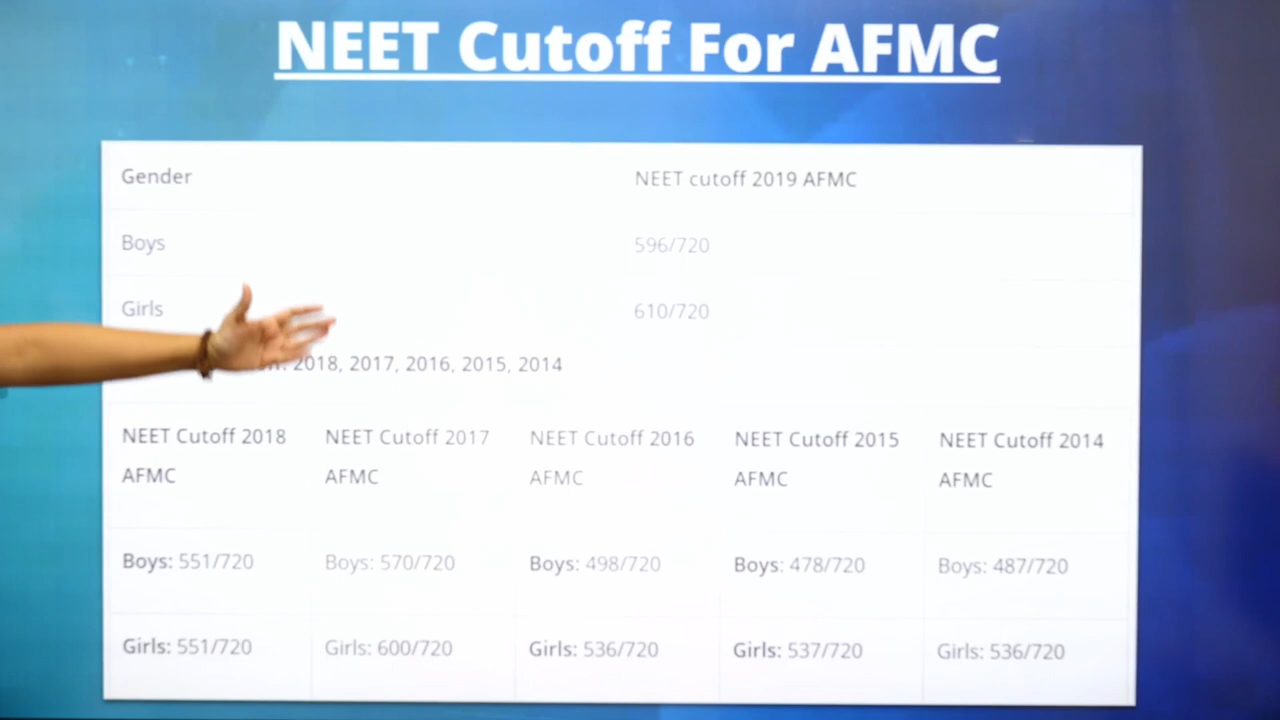 NEET Cutoff For AFMC
Gender NEET cutoff 2019 AFMC
Boys 596/720
Girls 610/720
2018, 2017, 2016, 2015, 2014
NEET Cutoff 2018 AFMC
NEET Cutoff 2017 AFMC
NEET Cutoff 2016 AFMC
NEET Cutoff 2015 AFMC
NEET Cutoff 2014 AFMC
Boys: 551/720 Boys: 570/720 Boys: 498/720 Boys: 478/720 Boys: 487/720
Girls: 551/720 Girls: 600/720 Girls: 536/720 Girls: 537/720 Girls: 536/720